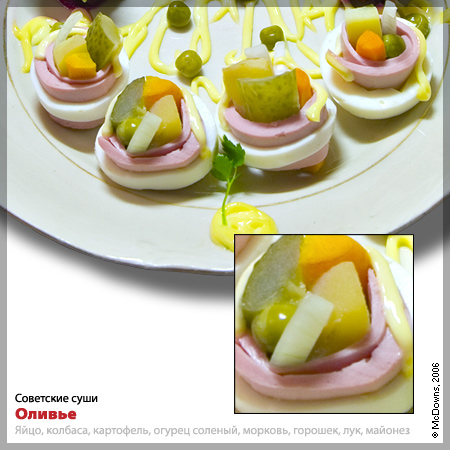 Советские суши
Оливье
Яйцо, колбаса, картофель, огурец соленый, морковь, горошек, лук, майонез
© McDowns, 2006